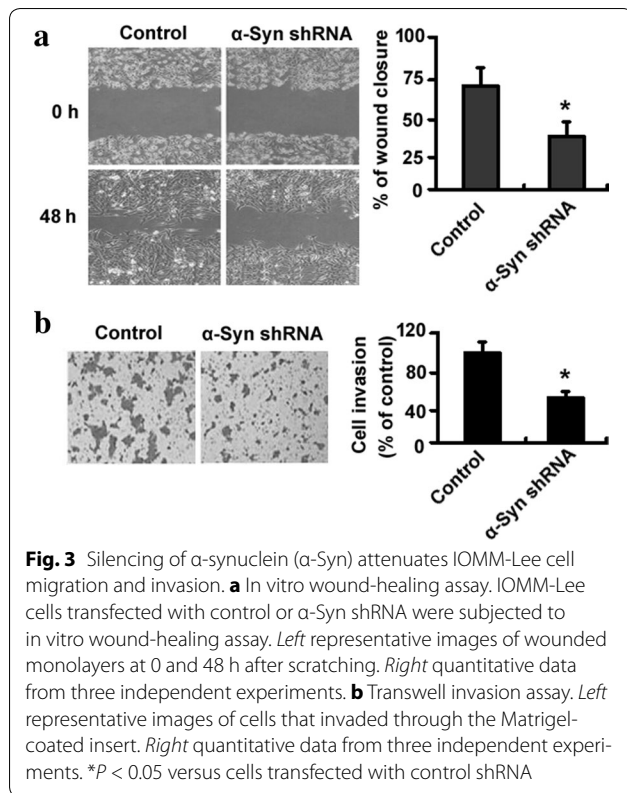 a
Control
α-Syn shRNA
0 h
48 h
% of wound closure
100
75
50
25
0
*
Control
α-Syn shRNA
b
Control
α-Syn shRNA
Cell invasion
(% of control)
120
80
40
0
*
Control
α-Syn shRNA
Fig. 3 Silencing of α-synuclein (α-Syn) attenuates IOMM-Lee cell
migration and invasion. a In vitro wound-healing assay. IOMM-Lee
cells transfected with control or α-Syn shRNA were subjected to
in vitro wound-healing assay. Left representative images of wounded
monolayers at 0 and 48 h after scratching. Right quantitative data
from three independent experiments. b Transwell invasion assay. Left
representative images of cells that invaded through the Matrigel-
coated insert. Right quantitative data from three independent experi-
ments. *P < 0.05 versus cells transfected with control shRNA